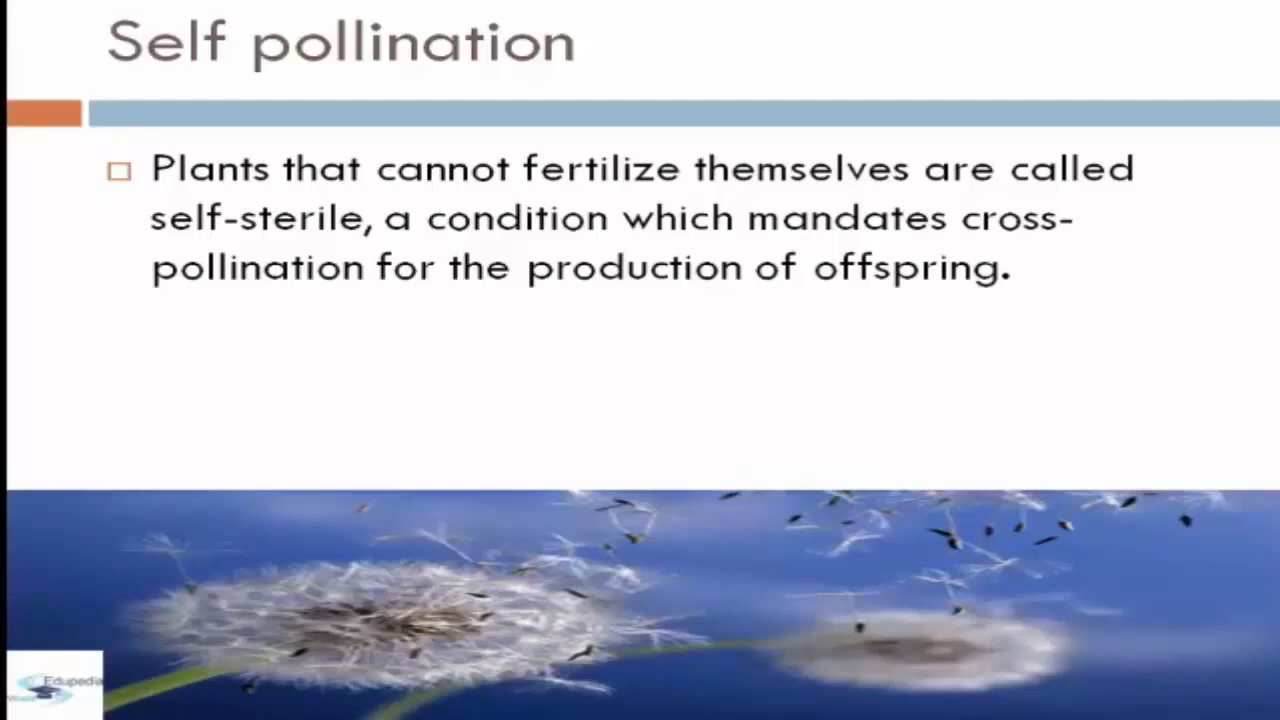 Self pollination
Plants that cannot fertilize themselves are called
self-sterile, a condition which mandates cross-
pollination for the production of offspring.
Edupedia